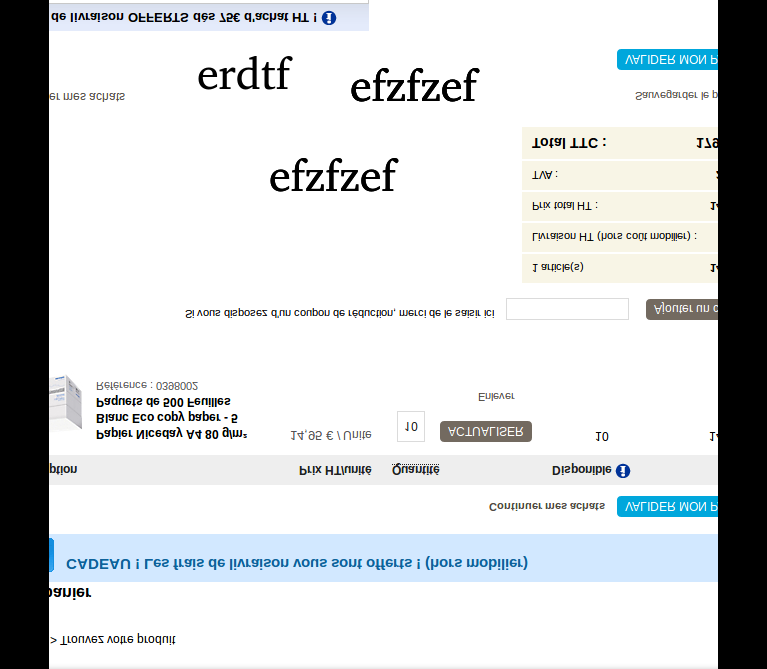 de livraison OFFERTS dès 75€ d'achat HT !
erdtf
efzfzef
VALIDER MON P
er mes achats
Sauvegarder le p
efzfzef
Total TTC : 179
TVA :
Prix total HT : 14
Livraison HT (hors coût mobilier) :
1 article(s) 14
Si vous disposez d'un coupon de réduction, merci de le saisir ici
Ajouter un c
Référence : 0398002
Paquets de 500 Feuilles
Blanc Eco copy paper - 5
Papier Niceday A4 80 g/m²
Enlever
14,95 € / Unité 10 ACTUALISER 10 14
ption Prix HT/unité Quantité Disponible
Continuer mes achats VALIDER MON P
CADEAU ! Les frais de livraison vous sont offerts ! (hors mobilier)
panier
> Trouvez votre produit